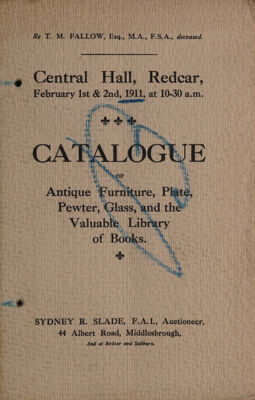 Re T. M. FALLOW, Esq., M.A., F.S.A., deceased.
Central Hall, Redcar,
February 1st & 2nd, 1911, at 10-30 a.m.
CATALOGUE
OF
Antique Furniture, Plate,
Pewter, Glass, and the
Valuable Library
of Books.
SYDNEY R. SLADE, F.A.I., Auctioneer,
44 Albert Road, Middlesbrough,
And at Redcar and Saltburn.